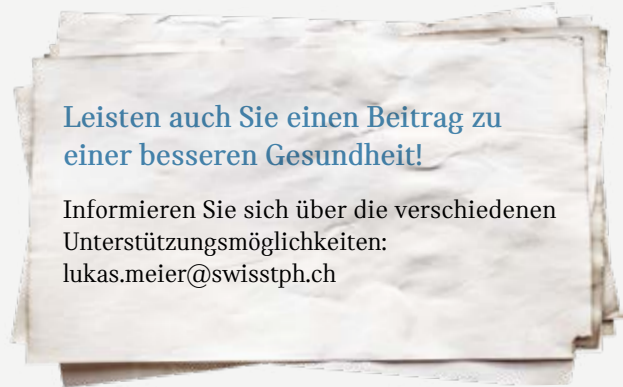 Leisten auch Sie einen Beitrag zu
einer besseren Gesundheit!
Informieren Sie sich über die verschiedenen
Unterstützungsmöglichkeiten:
lukas.meier@swisstph.ch